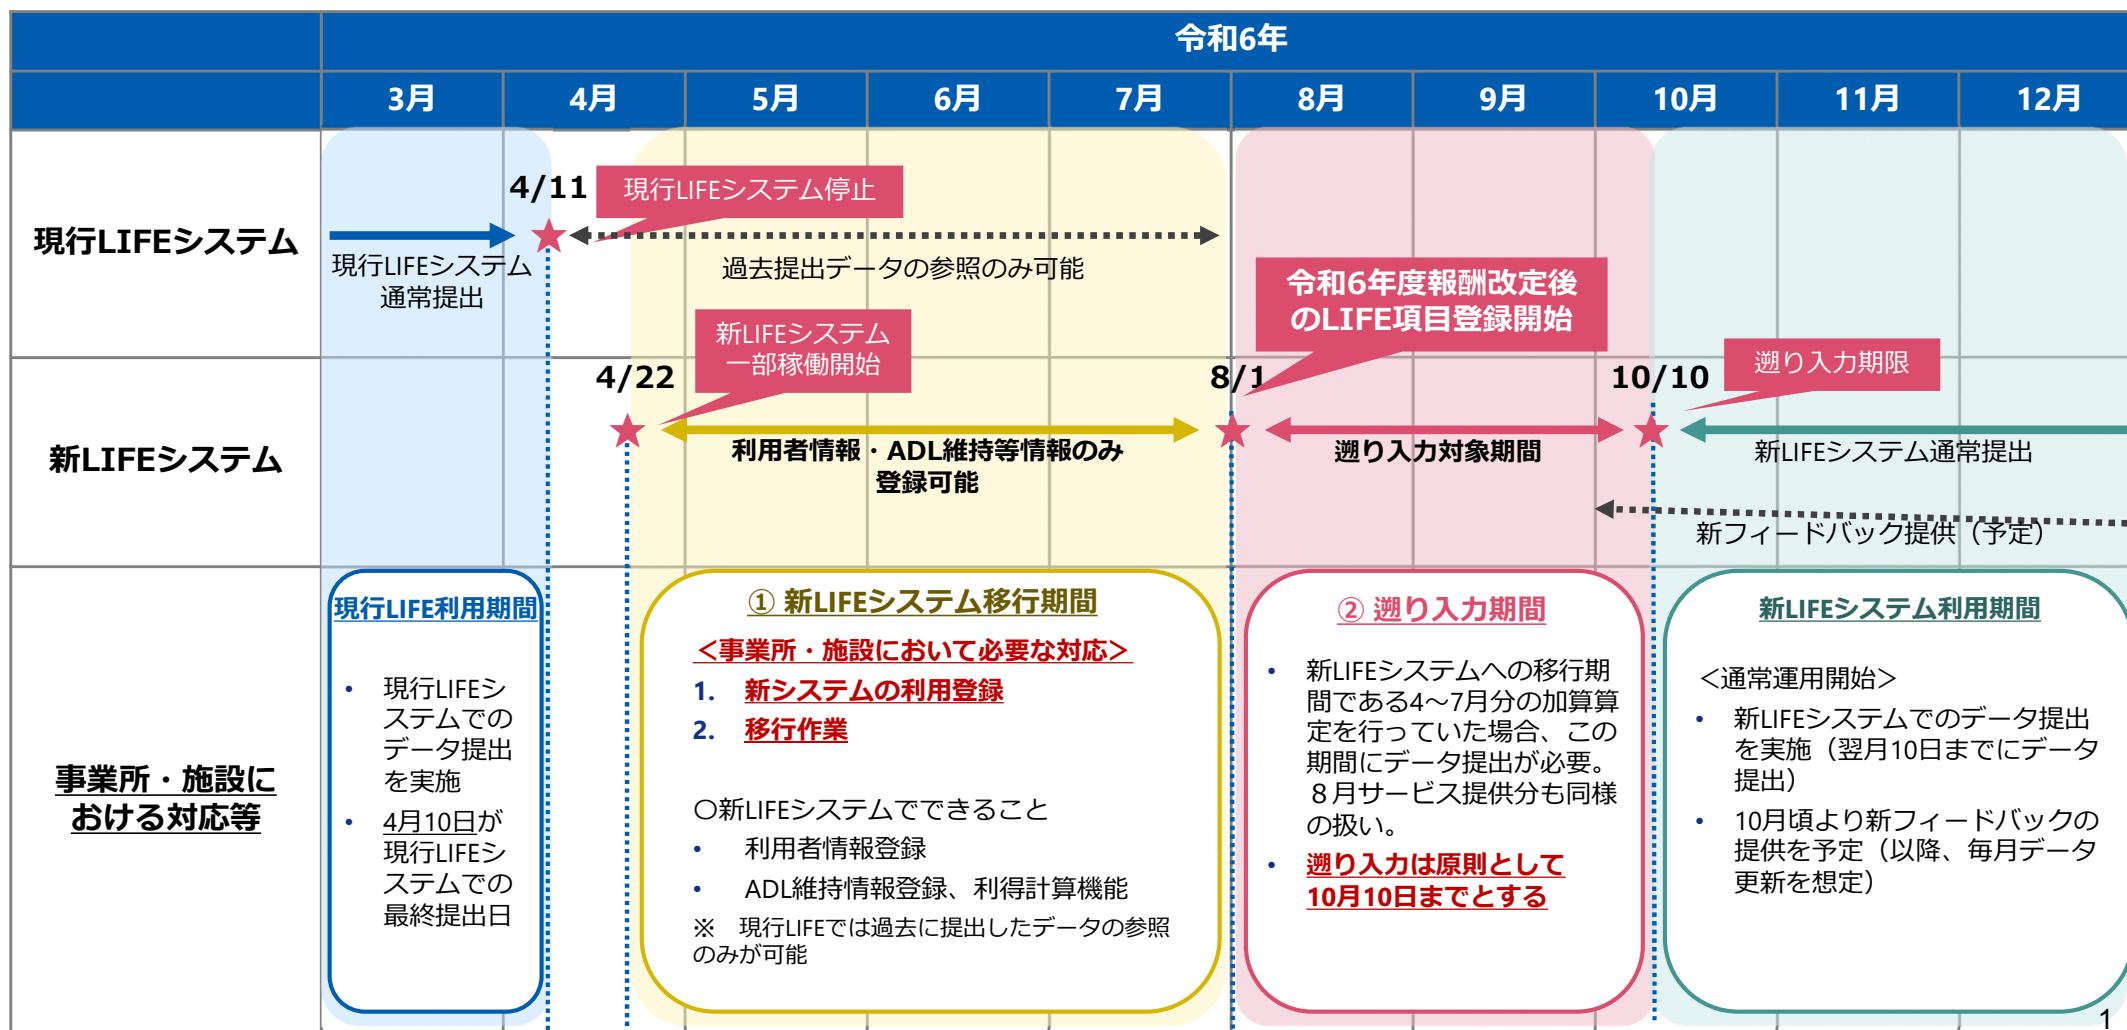 令和6年
3月 4月 5月 6月 7月 8月 9月 10月 11月 12月
現行LIFEシステム
4/11
現行LIFEシステム停止
現行LIFEシステム
通常提出
過去提出データの参照のみ可能
令和6年度報酬改定後
のLIFE項目登録開始
新LIFEシステム
4/22
新LIFEシステム
一部稼働開始
利用者情報・ADL維持等情報のみ
登録可能
8/1
遡り入力対象期間
10/10
遡り入力期限
新LIFEシステム通常提出
新フィードバック提供（予定）
事業所・施設に
おける対応等
現行LIFE利用期間
• 現行LIFEシ
ステムでの
データ提出
を実施
• 4月10日が
現行LIFEシ
ステムでの
最終提出日
① 新LIFEシステム移行期間
＜事業所・施設において必要な対応＞
1. 新システムの利用登録
2. 移行作業
〇新LIFEシステムでできること
• 利用者情報登録
• ADL維持情報登録、利得計算機能
※　現行LIFEでは過去に提出したデータの参照
のみが可能
② 遡り入力期間
• 新LIFEシステムへの移行期
間である4～7月分の加算算
定を行っていた場合、この
期間にデータ提出が必要。
８月サービス提供分も同様
の扱い。
• 遡り入力は原則として
10月10日までとする
新LIFEシステム利用期間
＜通常運用開始＞
• 新LIFEシステムでのデータ提出
を実施（翌月10日までにデータ
提出）
• 10月頃より新フィードバックの
提供を予定（以降、毎月データ
更新を想定）
1